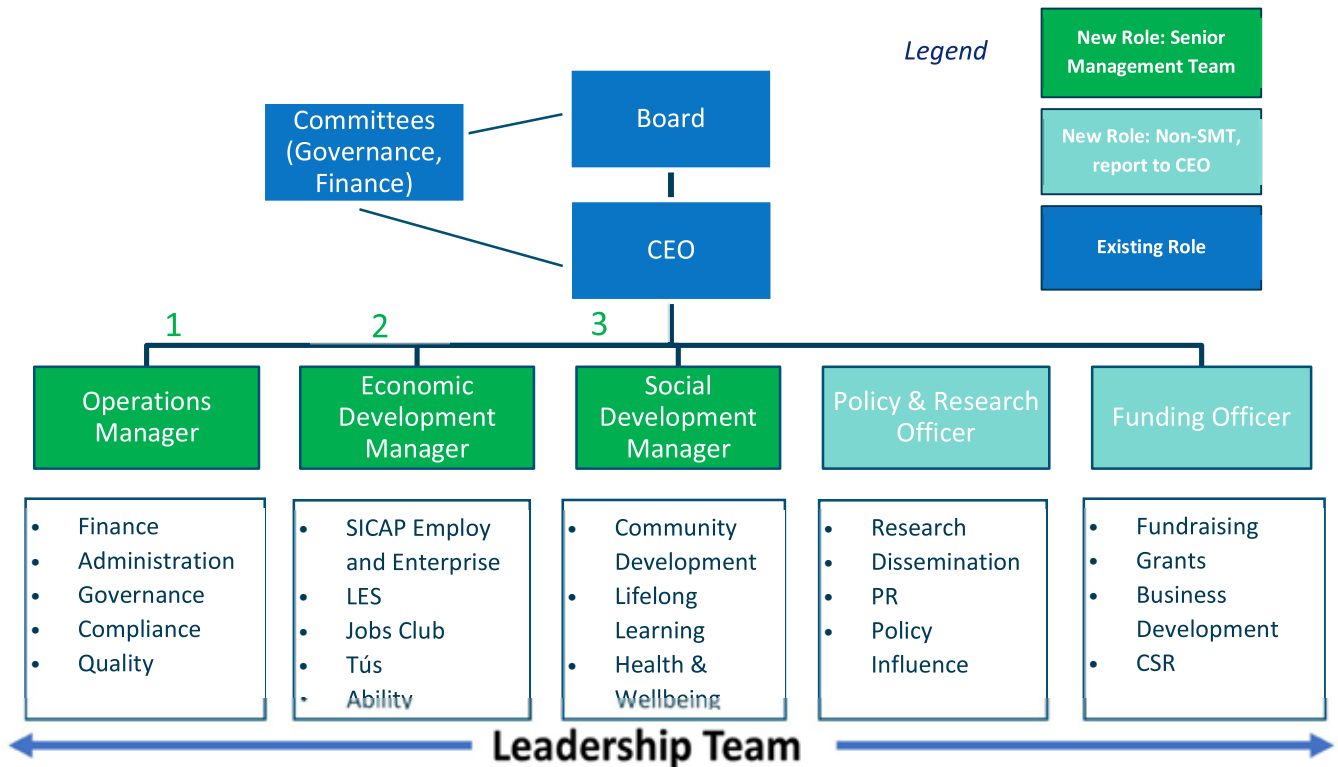 Legend
New Role: Senior
Management Team
New Role: Non-SMT,
report to CEO
Existing Role
Board
Committees
(Governance,
Finance)
CEO
1
2
3
Operations
Manager
Economic
Development
Manager
Social
Development
Manager
Policy & Research
Officer
Funding Officer
• Finance
• Administration
• Governance
• Compliance
• Quality
• SICAP Employ
and Enterprise
• LES
• Jobs Club
• Tús
• Ability
• Community
Development
• Lifelong
Learning
• Health &
Wellbeing
• Research
• Dissemination
• PR
• Policy
Influence
• Fundraising
• Grants
• Business
Development
• CSR
Leadership Team